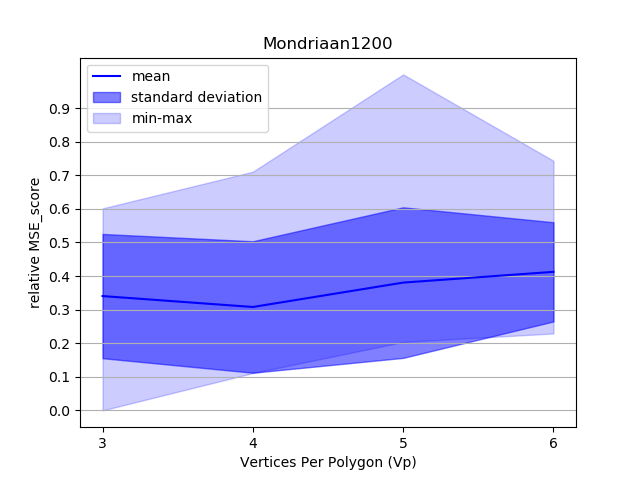 Mondriaan1200
mean
standard deviation
min-max
relative MSE_score
0.9
0.8
0.7
0.6
0.5
0.4
0.3
0.2
0.1
0.0
3 4 5 6
Vertices Per Polygon (Vp)